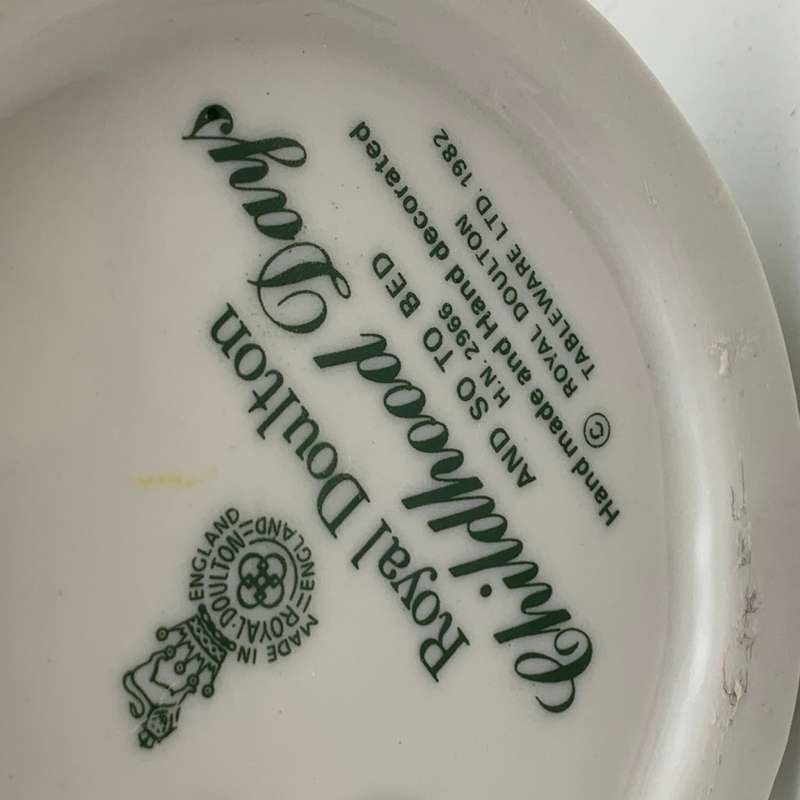 ENGLAND
ROYAL·DOULTON
MADE IN ENGLAND
Royal Doulton
Childhood Days
AND SO TO BED
H.N. 2966
Hand made and Hand decorated
© ROYAL DOULTON
TABLEWARE LTD. 1982